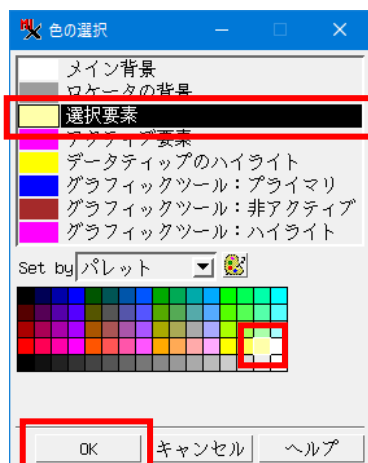 色の選択
メイン背景
ロケータの背景
選択要素
アクティブ要素
データティップのハイライト
グラフィックツール：プライマリ
グラフィックツール：非アクティブ
グラフィックツール：ハイライト
Set by パレット
OK キャンセル ヘルプ